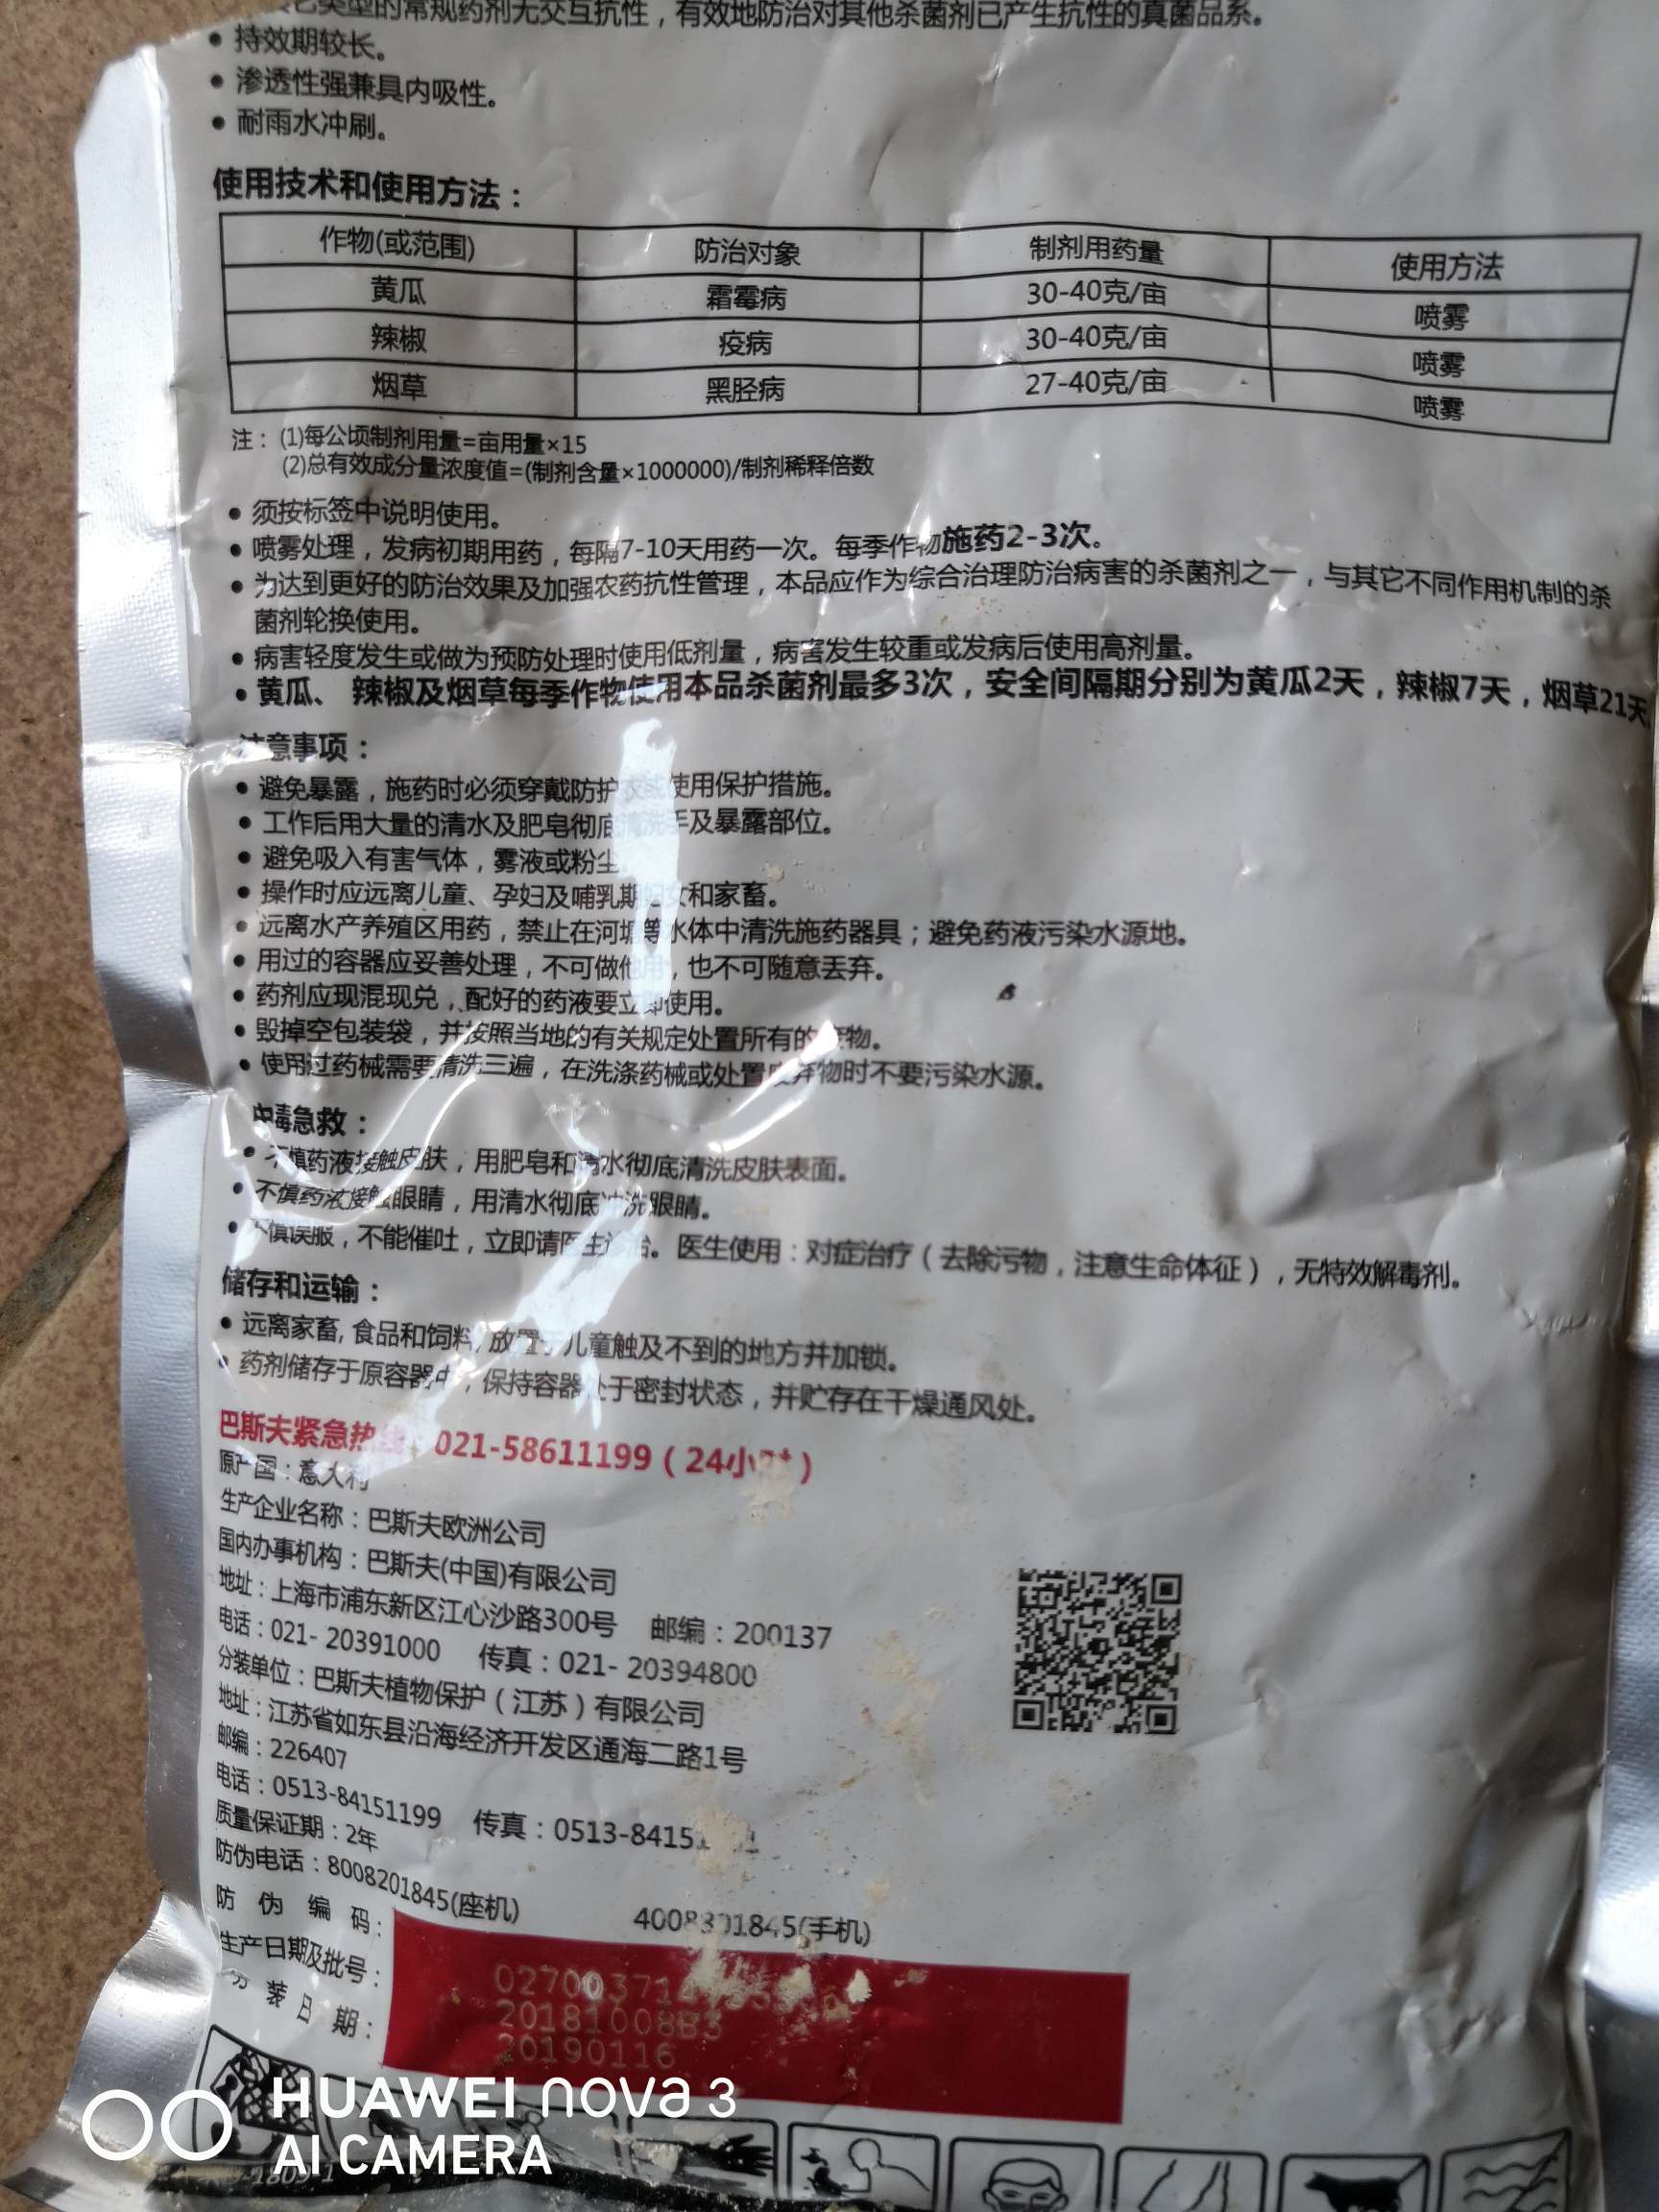 类型的常规药剂无交互抗性，有效地防治对其他杀菌剂已产生抗性的真菌品系。
• 持效期较长。
• 渗透性强兼具内吸性。
• 耐雨水冲刷。
使用技术和使用方法：
作物(或范围) 防治对象 制剂用药量 使用方法
黄瓜 霜霉病 30-40克/亩 喷雾
辣椒 疫病 30-40克/亩 喷雾
烟草 黑胫病 27-40克/亩 喷雾
注：(1)每公顷制剂用量=亩用量×15
(2)总有效成分量浓度值=(制剂含量×1000000)/制剂稀释倍数
• 须按标签中说明使用。
• 喷雾处理，发病初期用药，每隔7-10天用药一次。每季作物施药2-3次。
• 为达到更好的防治效果及加强农药抗性管理，本品应作为综合治理防治病害的杀菌剂之一，与其它不同作用机制的杀
菌剂轮换使用。
• 病害轻度发生或做为预防处理时使用低剂量，病害发生较重或发病后使用高剂量。
• 黄瓜、辣椒及烟草每季作物使用本品杀菌剂最多3次，安全间隔期分别为黄瓜2天，辣椒7天，烟草21天
注意事项：
• 避免暴露，施药时必须穿戴防护 使用保护措施。
• 工作后用大量的清水及肥皂彻底清洗手及暴露部位。
• 避免吸入有害气体，雾液或粉尘
• 操作时应远离儿童、孕妇及哺乳期妇女和家畜。
• 远离水产养殖区用药，禁止在河塘等水体中清洗施药器具；避免药液污染水源地。
• 用过的容器应妥善处理，不可做他用，也不可随意丢弃。
• 药剂应现混现兑，配好的药液要立即使用。
• 毁掉空包装袋，并按照当地的有关规定处置所有的废物。
• 使用过药械需要清洗三遍，在洗涤药械或处置废弃物时不要污染水源。
中毒急救：
• 不慎药液接触皮肤，用肥皂和清水彻底清洗皮肤表面。
• 不慎药液接触眼睛，用清水彻底冲洗眼睛。
• 不慎误服，不能催吐，立即请医生诊治。医生使用：对症治疗（去除污物，注意生命体征），无特效解毒剂。
储存和运输：
• 远离家畜,食品和饲料,放置于儿童触及不到的地方并加锁。
• 药剂储存于原容器中，保持容器处于密封状态，并贮存在干燥通风处。
巴斯夫紧急热线：021-58611199（24小时）
原产国：意大利
生产企业名称：巴斯夫欧洲公司
国内办事机构：巴斯夫(中国)有限公司
地址：上海市浦东新区江心沙路300号 邮编：200137
电话：021- 20391000 传真：021- 20394800
分装单位：巴斯夫植物保护（江苏）有限公司
地址：江苏省如东县沿海经济开发区通海二路1号
邮编：226407
电话：0513-84151199 传真：0513-8415
质量保证期：2年
防伪电话：8008201845(座机) (手机)
防 伪 编 码：
生产日期及批号：20181008B3
分 装 日 期：20190116
HUAWEI nova 3
AI CAMERA